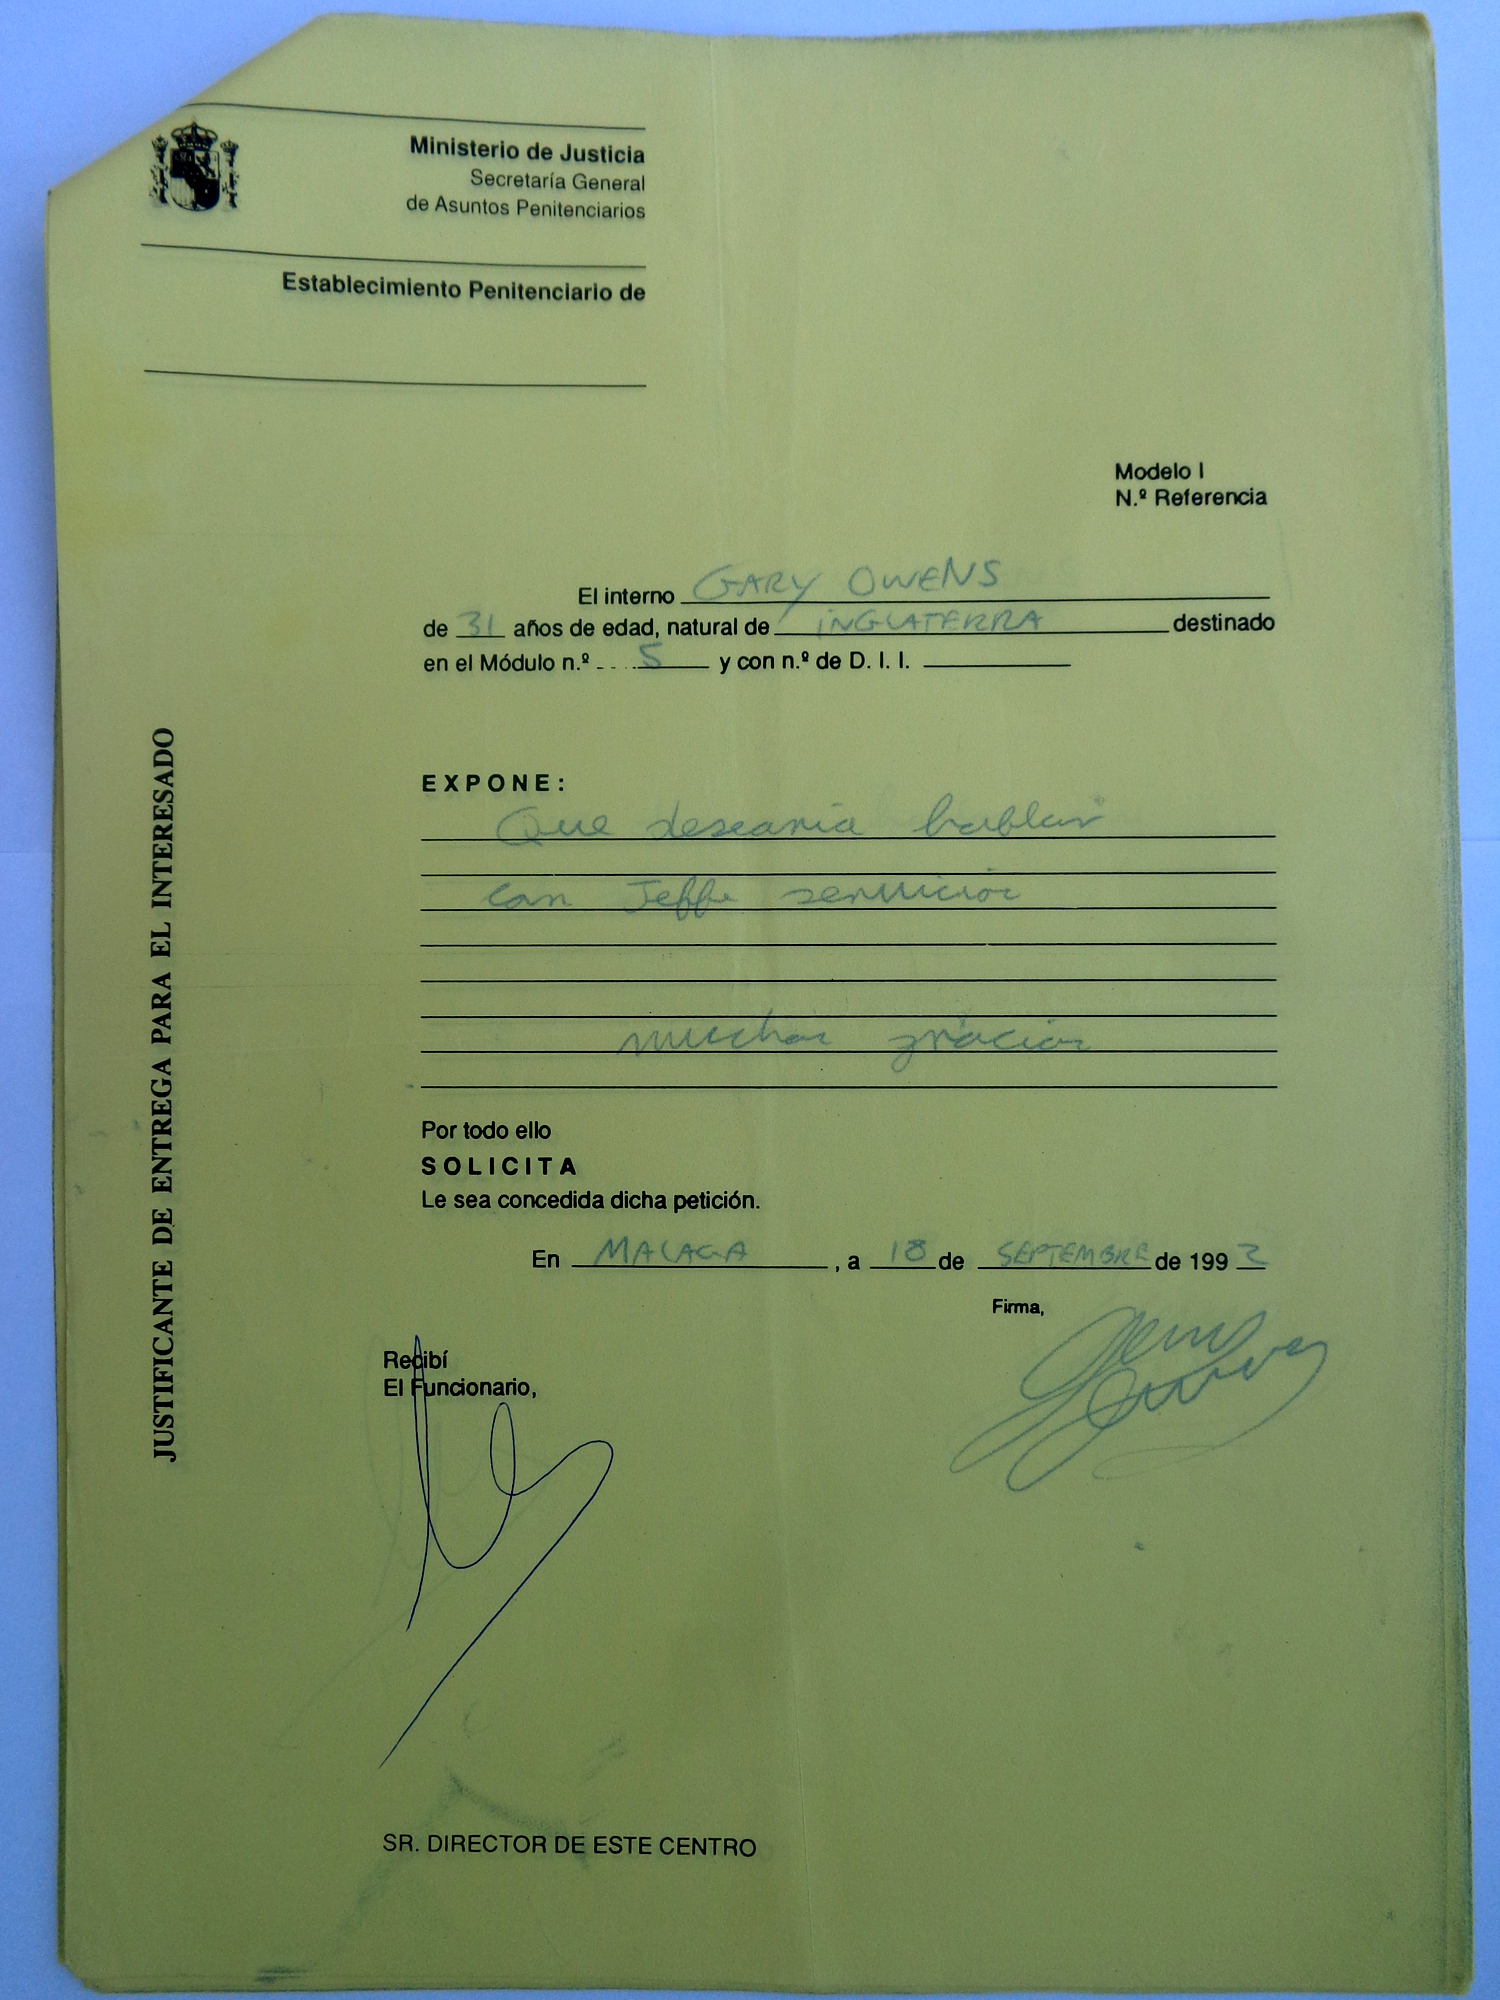 Ministerio de Justicia
Secretaría General
de Asuntos Penitenciarios
Establecimiento Penitenciario de
Modelo I
N.º Referencia
El interno GARY OWENS
de 31 años de edad, natural de INGLATERRA destinado
en el Módulo n.º 5 y con n.º de D. I. I.
EXPONE:
Que desearia hablar
con Jeffe servicios
muchas gracias
Por todo ello
SOLICITA
Le sea concedida dicha petición.
En MALAGA, a 18 de SEPTEMBRE de 1992
Firma,
Recibí
El Funcionario,
SR. DIRECTOR DE ESTE CENTRO
JUSTIFICANTE DE ENTREGA PARA EL INTERESADO